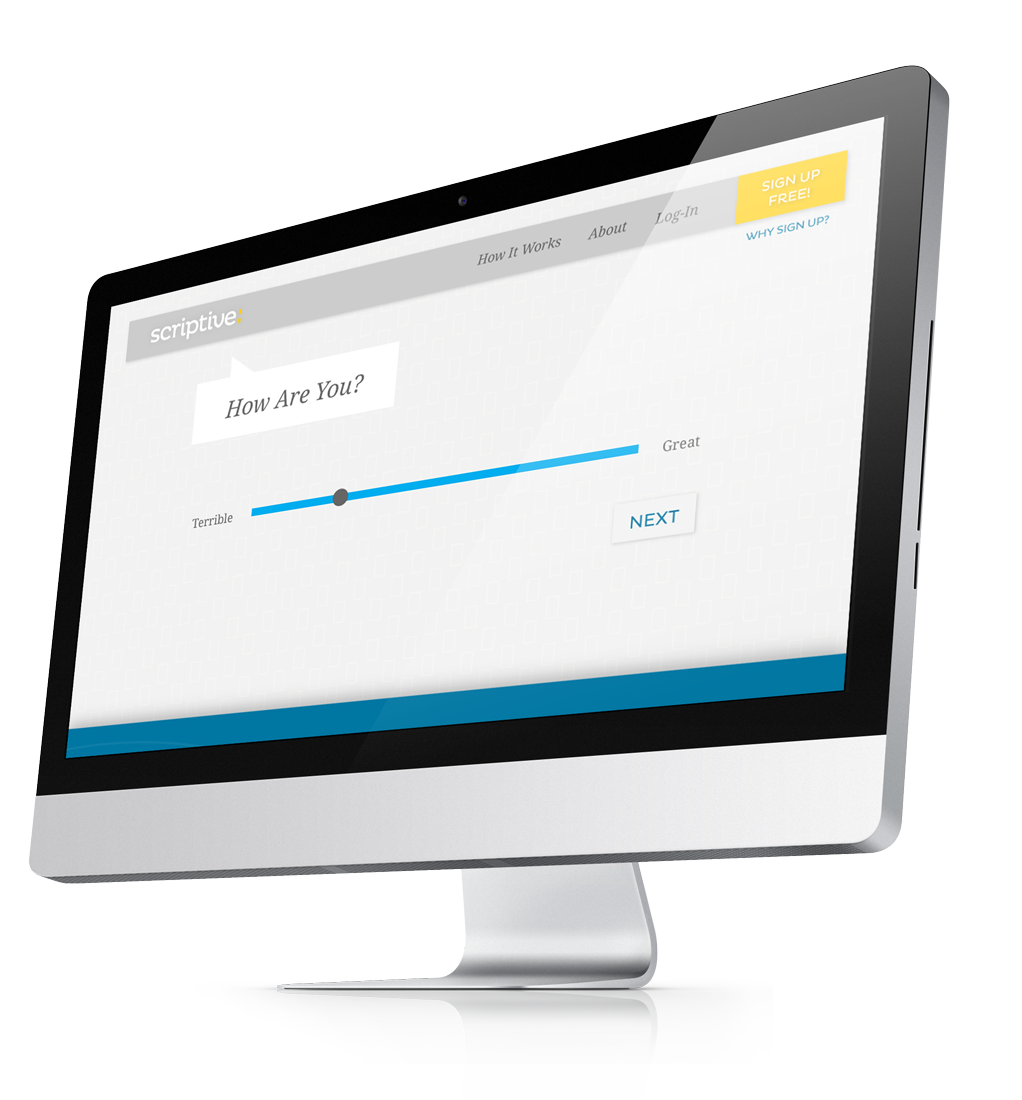 scriptive:
How It Works
About
Log-In
SIGN UP
FREE!
WHY SIGN UP?
How Are You?
Terrible
Great
NEXT